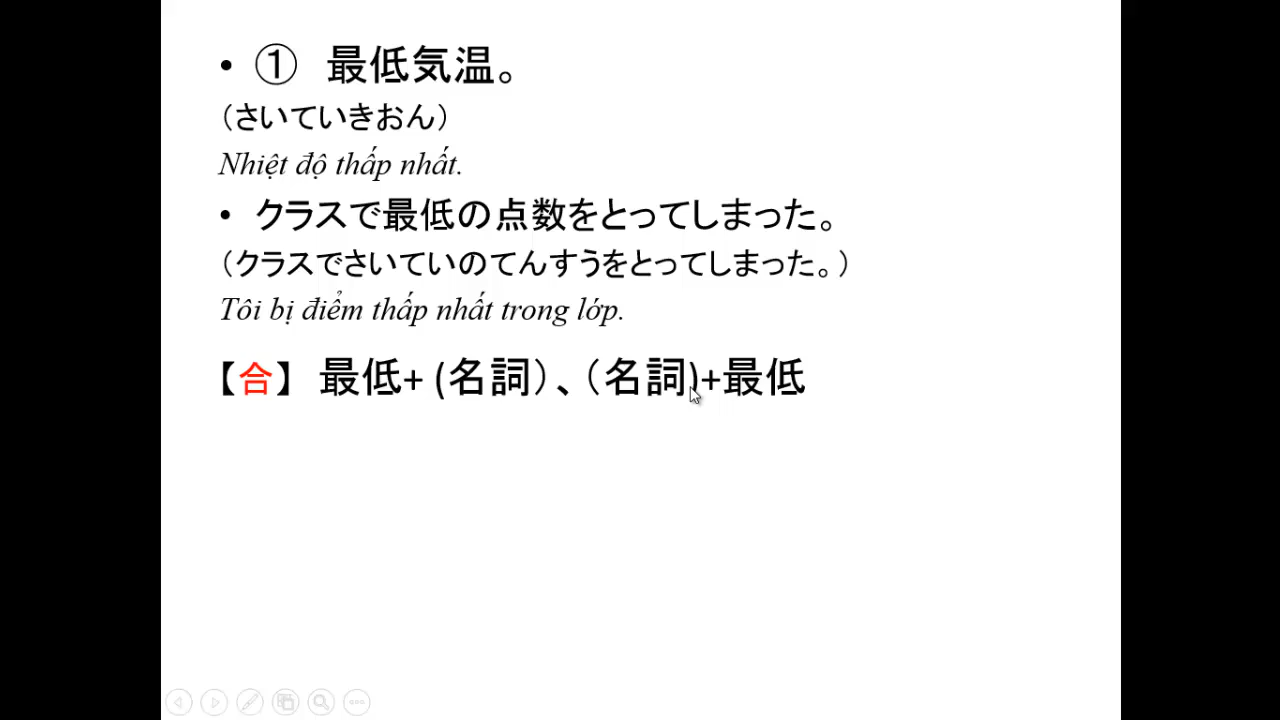 • ① 最低気温。
（さいていきおん）
Nhiệt độ thấp nhất.
• クラスで最低の点数をとってしまった。
（クラスでさいていのてんすうをとってしまった。）
Tôi bị điểm thấp nhất trong lớp.
【合】 最低+ (名詞）、（名詞)+最低